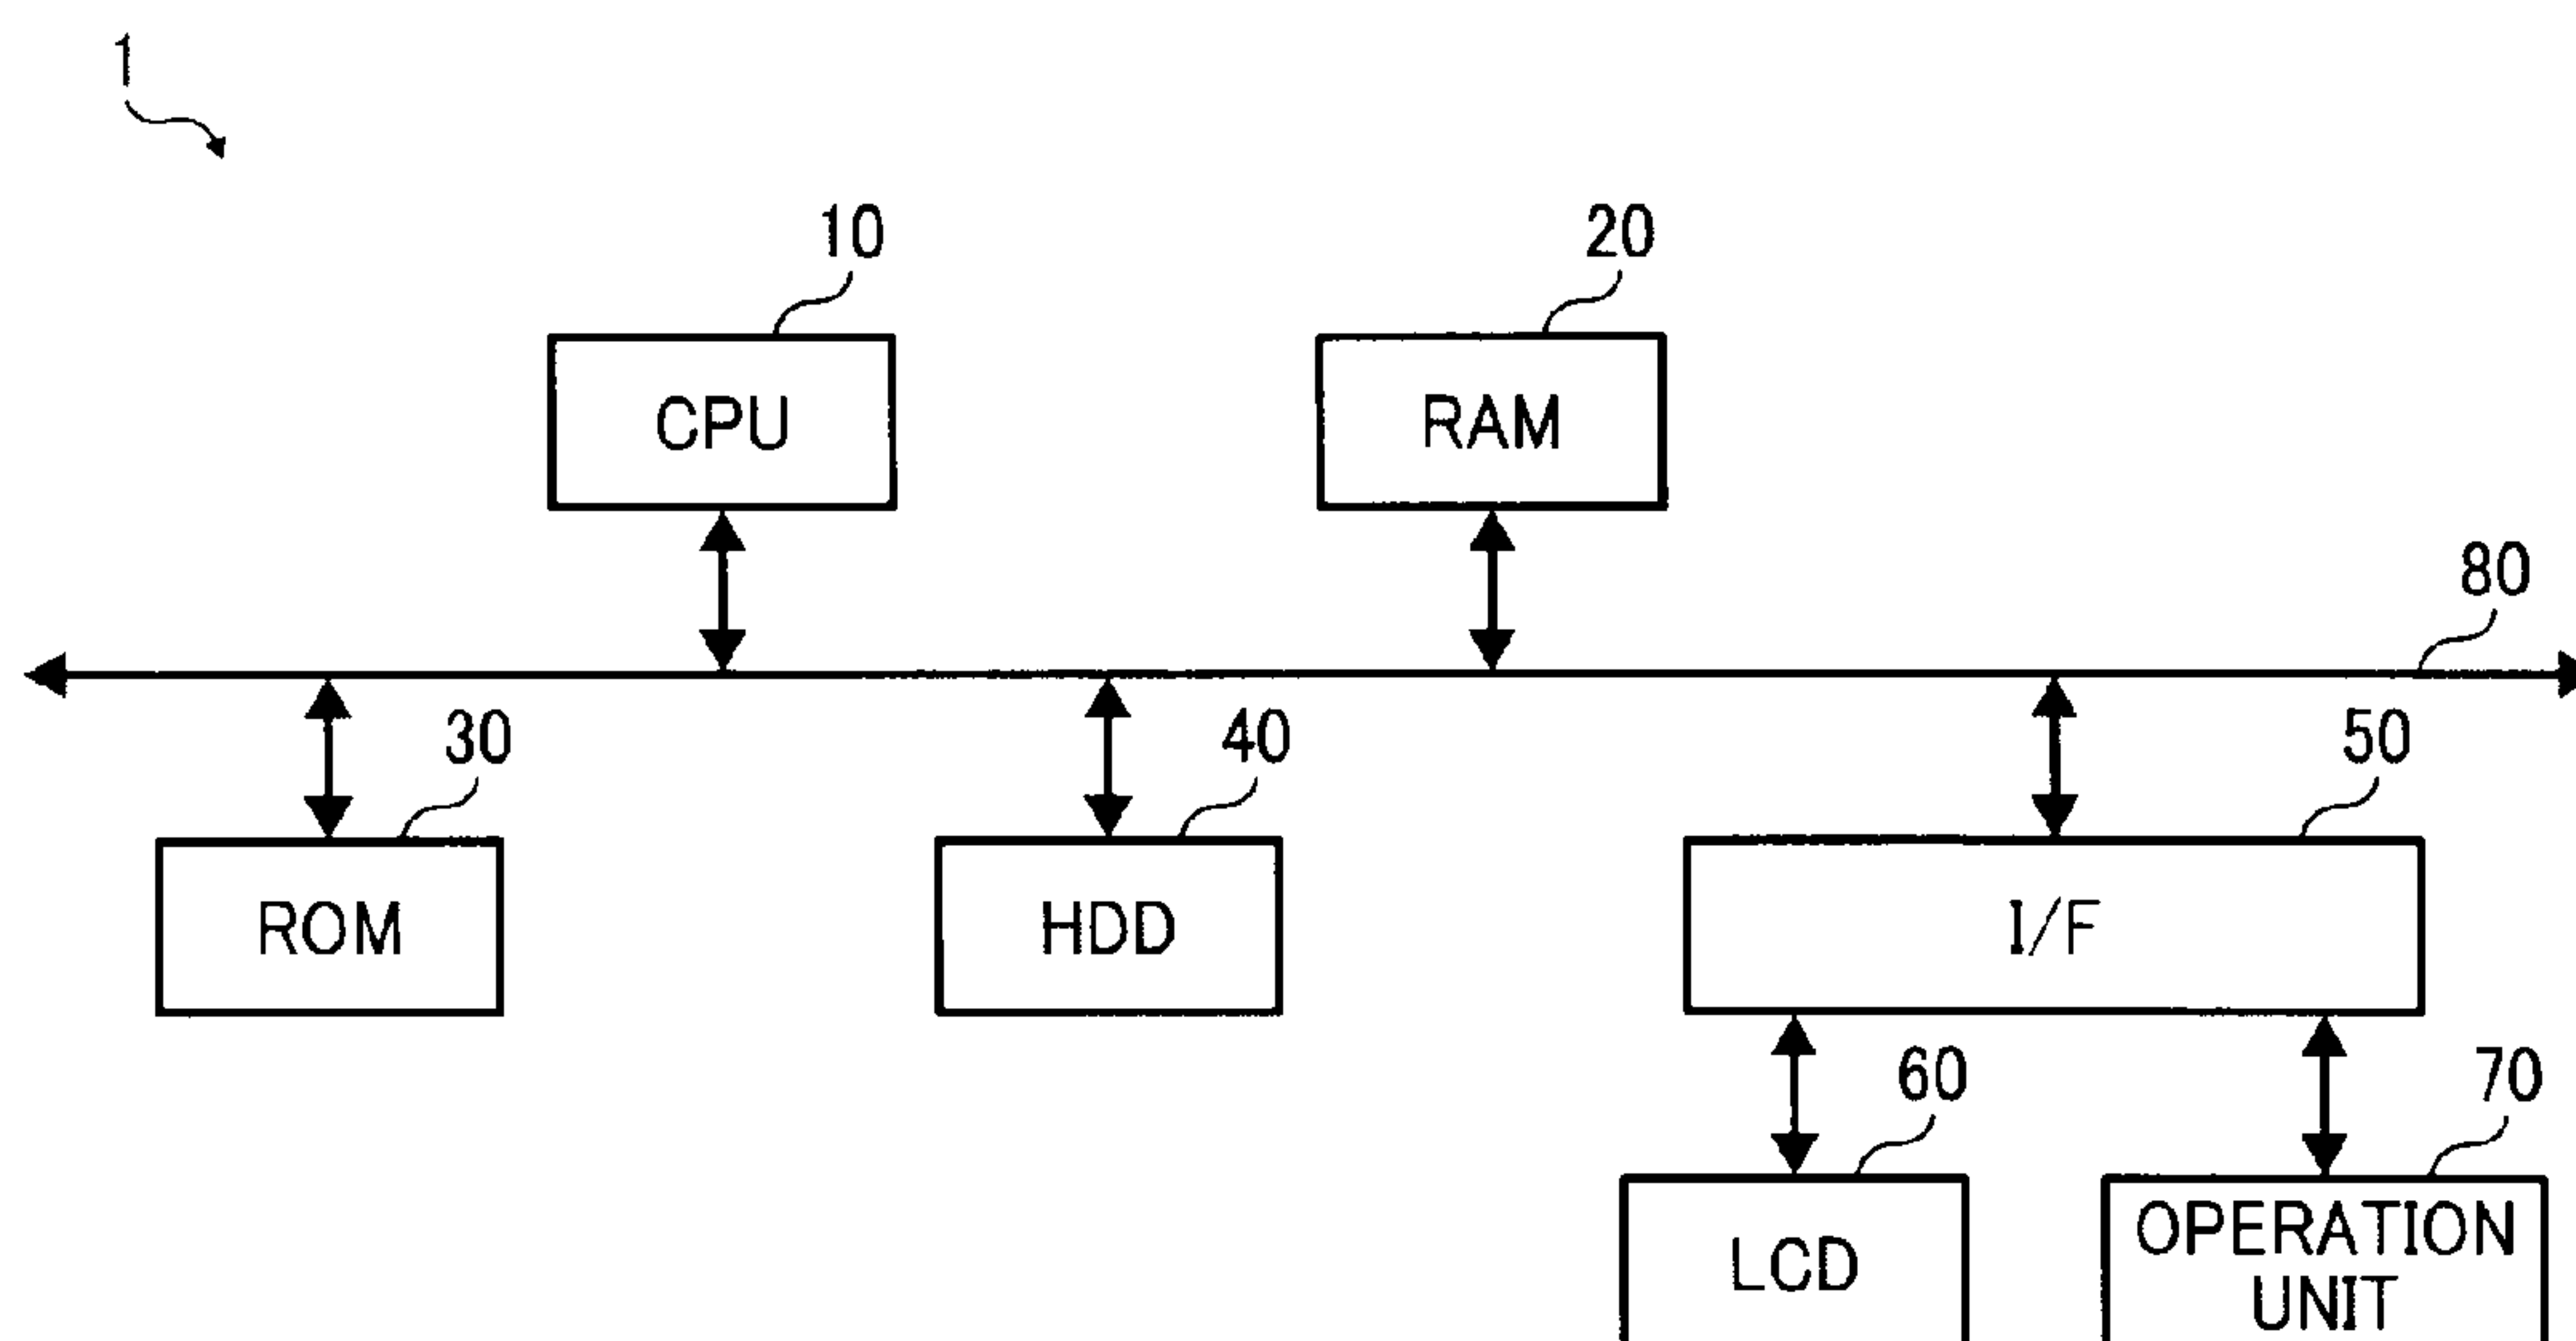 1
10
20
CPU
RAM
80
30
40
50
ROM
HDD
I/F
60
70
LCD
OPERATION
UNIT